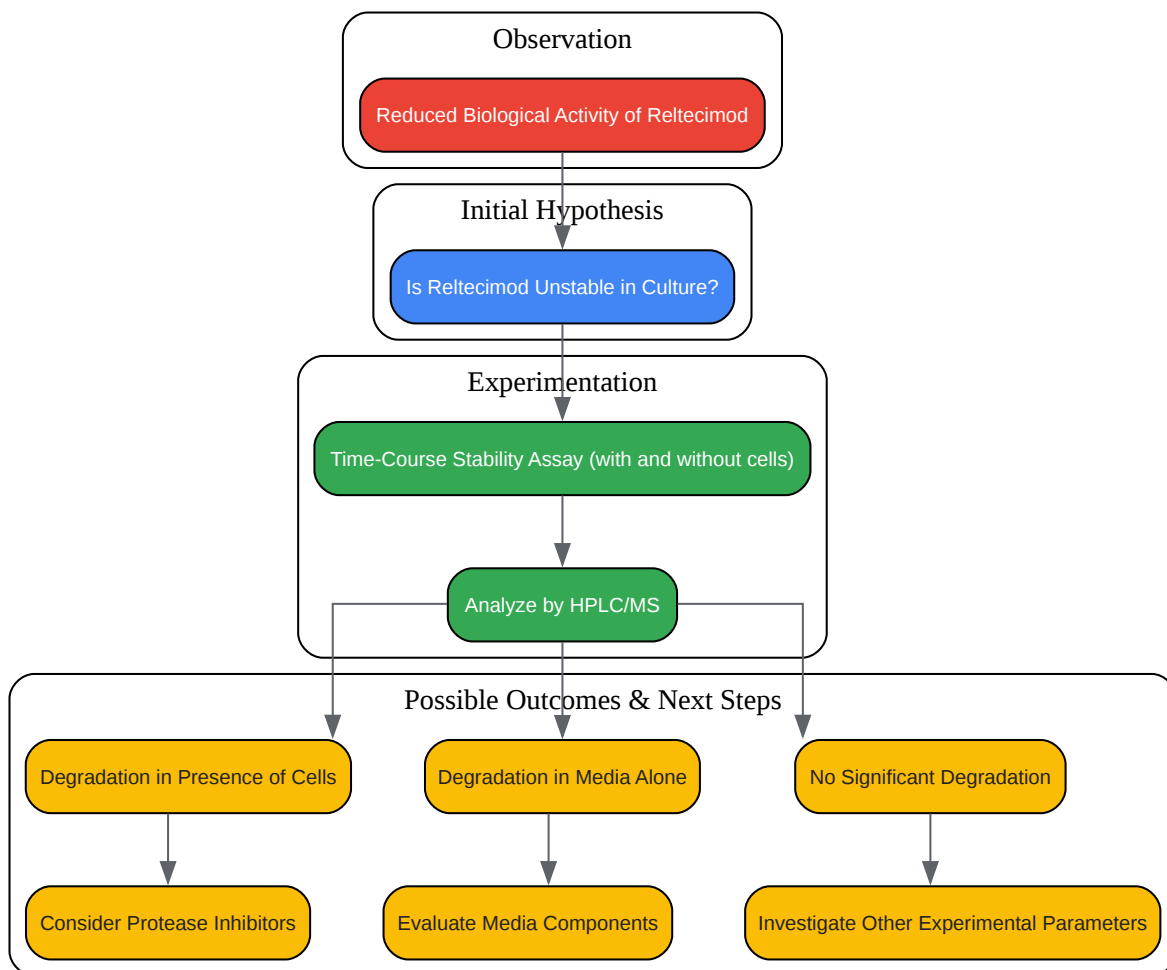 Observation
Reduced Biological Activity of Reltecimod
Initial Hypothesis
Is Reltecimod Unstable in Culture?
Experimentation
Time-Course Stability Assay (with and without cells)
Analyze by HPLC/MS
Possible Outcomes & Next Steps
Degradation in Presence of Cells
Degradation in Media Alone
No Significant Degradation
Consider Protease Inhibitors
Evaluate Media Components
Investigate Other Experimental Parameters